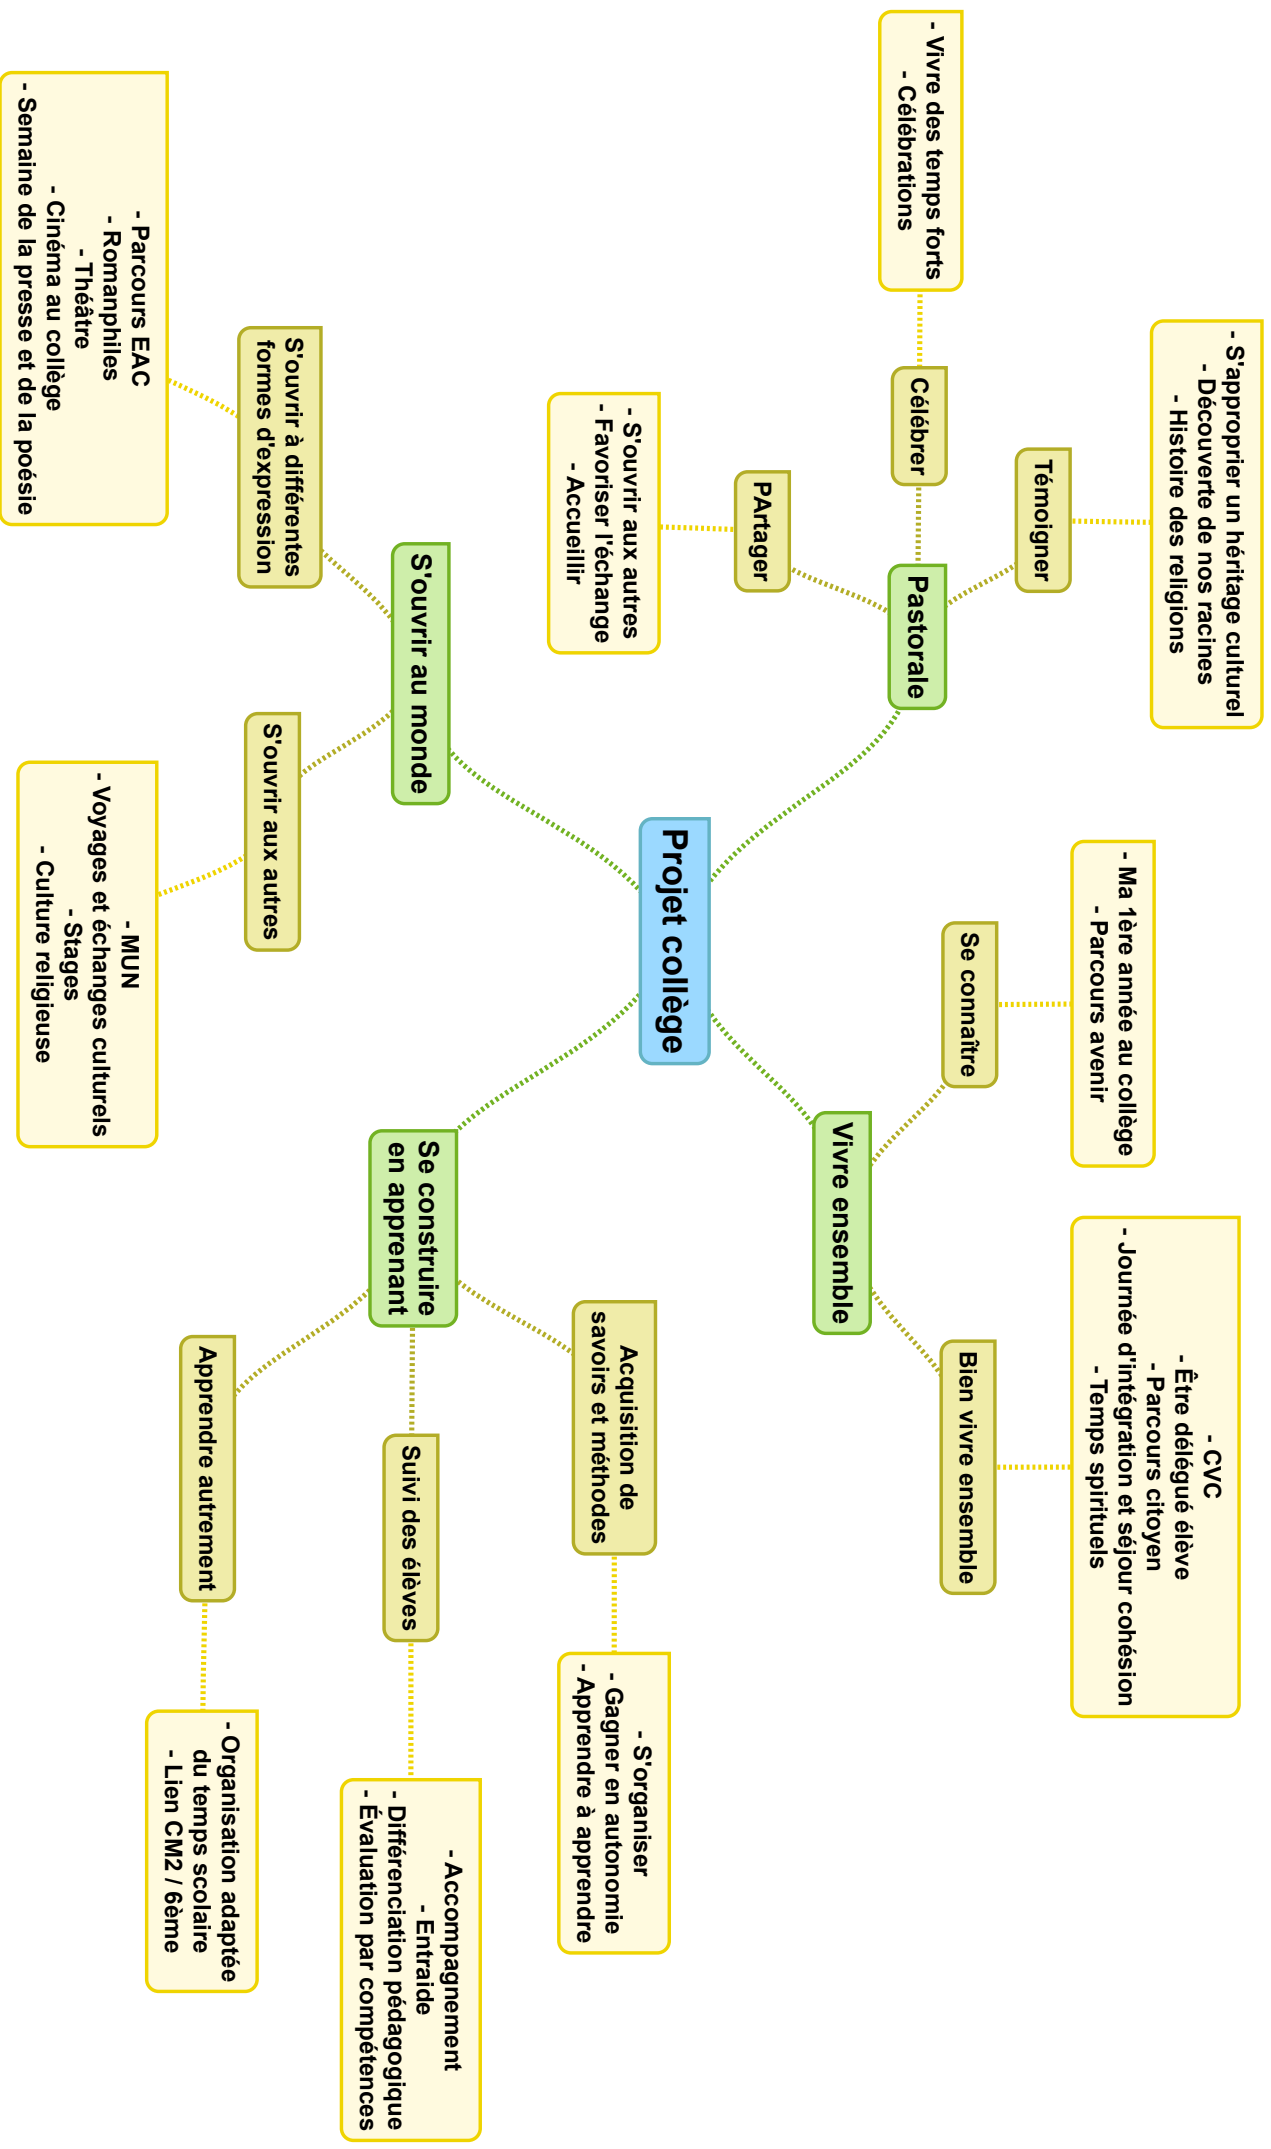 - S'approprier un héritage culturel
- Découverte de nos racines
- Histoire des religions
Témoigner
- Vivre des temps forts
- Célébrations
Célébrer
Pastorale
PArtager
- S'ouvrir aux autres
- Favoriser l'échange
- Accueillir
- Ma 1ère année au collège
- Parcours avenir
Se connaître
- CVC
- Être délégué élève
- Parcours citoyen
- Journée d'intégration et séjour cohésion
- Temps spirituels
Bien vivre ensemble
Vivre ensemble
Projet collège
S'ouvrir au monde
S'ouvrir à différentes
formes d'expression
- Parcours EAC
- Romanphiles
- Théâtre
- Cinéma au collège
- Semaine de la presse et de la poésie
S'ouvrir aux autres
- MUN
- Voyages et échanges culturels
- Stages
- Culture religieuse
Se construire
en apprenant
Acquisition de
savoirs et méthodes
- S'organiser
- Gagner en autonomie
- Apprendre à apprendre
Suivi des élèves
- Accompagnement
- Entraide
- Différenciation pédagogique
- Évaluation par compétences
Apprendre autrement
- Organisation adaptée
du temps scolaire
- Lien CM2 / 6ème